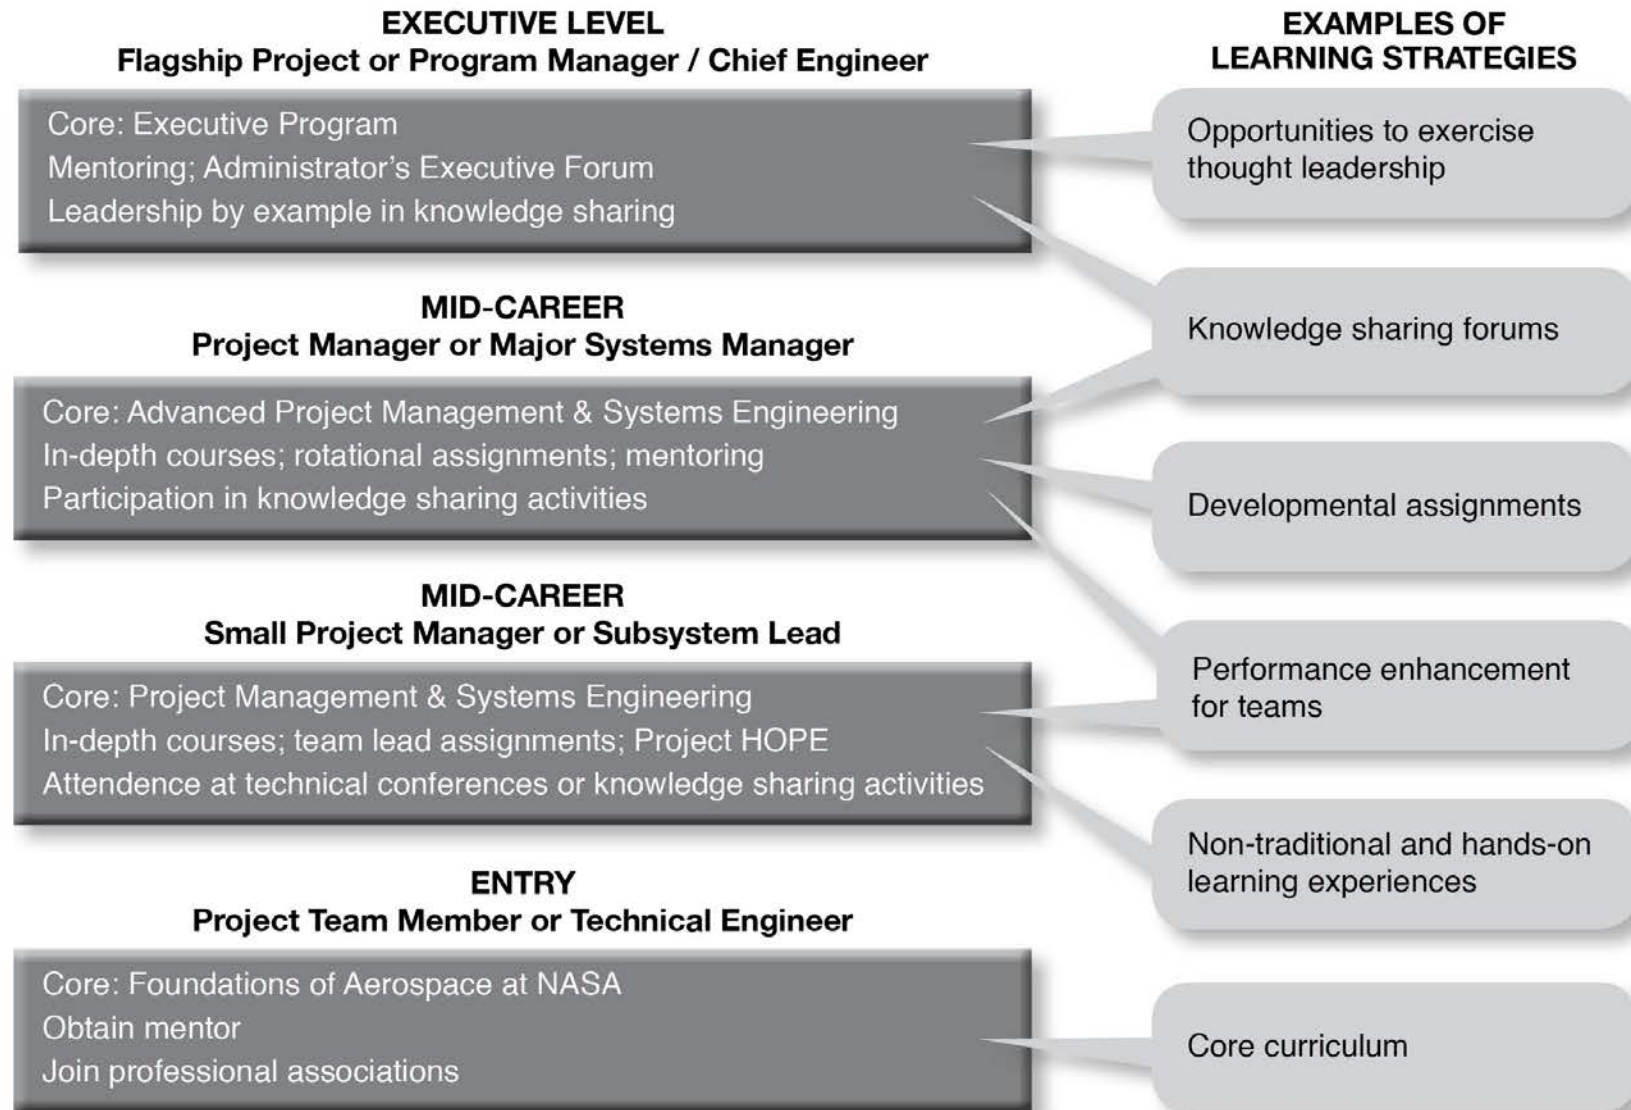 EXECUTIVE LEVEL
Flagship Project or Program Manager / Chief Engineer
Core: Executive Program
Mentoring; Administrator’s Executive Forum
Leadership by example in knowledge sharing
MID-CAREER
Project Manager or Major Systems Manager
Core: Advanced Project Management & Systems Engineering
In-depth courses; rotational assignments; mentoring
Participation in knowledge sharing activities
MID-CAREER
Small Project Manager or Subsystem Lead
Core: Project Management & Systems Engineering
In-depth courses; team lead assignments; Project HOPE
Attendence at technical conferences or knowledge sharing activities
ENTRY
Project Team Member or Technical Engineer
Core: Foundations of Aerospace at NASA
Obtain mentor
Join professional associations
EXAMPLES OF
LEARNING STRATEGIES
Opportunities to exercise
thought leadership
Knowledge sharing forums
Developmental assignments
Performance enhancement
for teams
Non-traditional and hands-on
learning experiences
Core curriculum